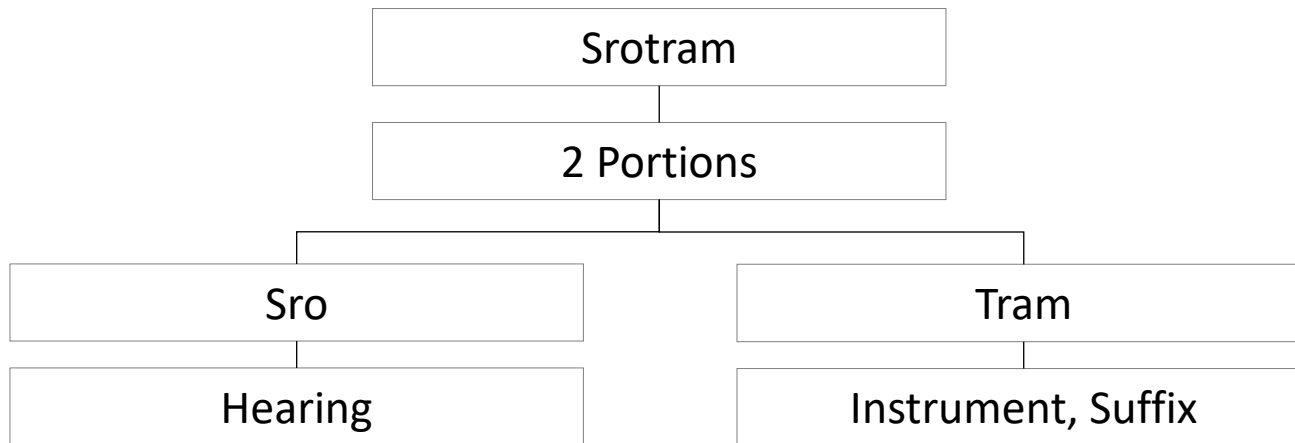 Srotram
2 Portions
Sro
Tram
Hearing
Instrument, Suffix